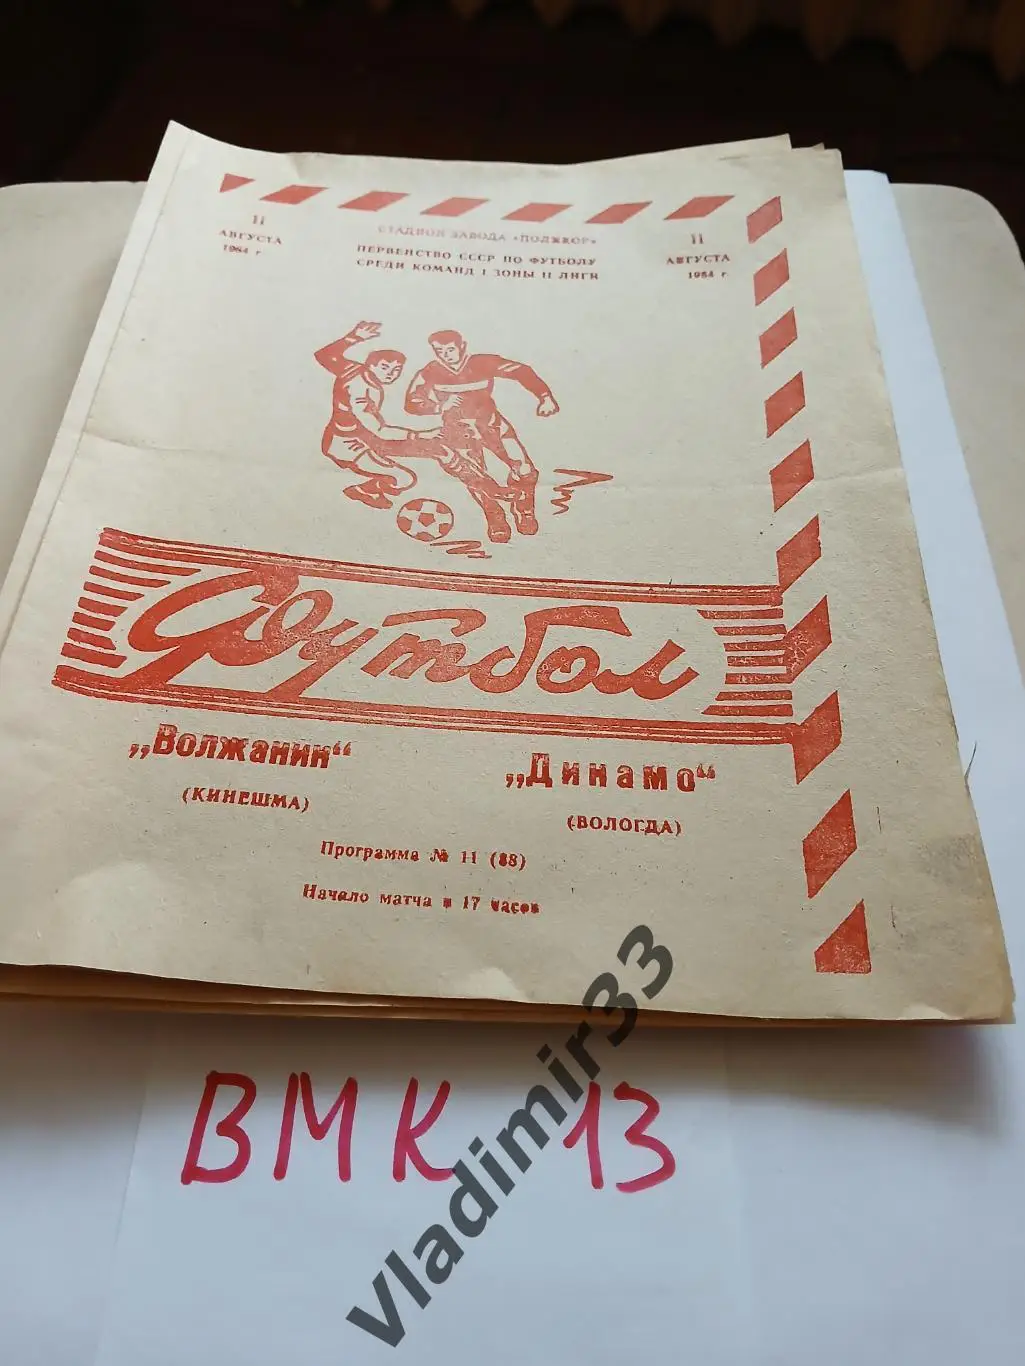 11
АВГУСТА
1984 г.
СТАДИОН ЗАВОДА «ПОЛИКОР»
ПЕРВЕНСТВО СССР ПО ФУТБОЛУ
СРЕДИ КОМАНД I ЗОНЫ II ЛИГИ
11
АВГУСТА
1984 г.
Футбол
„Волжанин“
(КИНЕШМА)
„Динамо“
(ВОЛОГДА)
Программа № 11 (88)
Начало матча в 17 часов
ВМК 13
Vladimir33